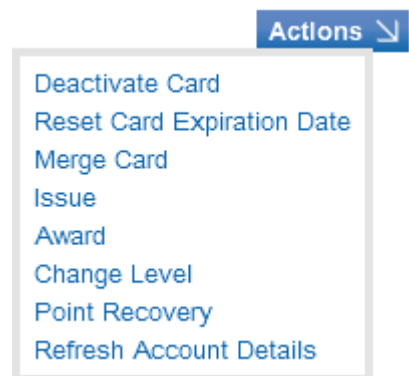 Actions
Deactivate Card
Reset Card Expiration Date
Merge Card
Issue
Award
Change Level
Point Recovery
Refresh Account Details